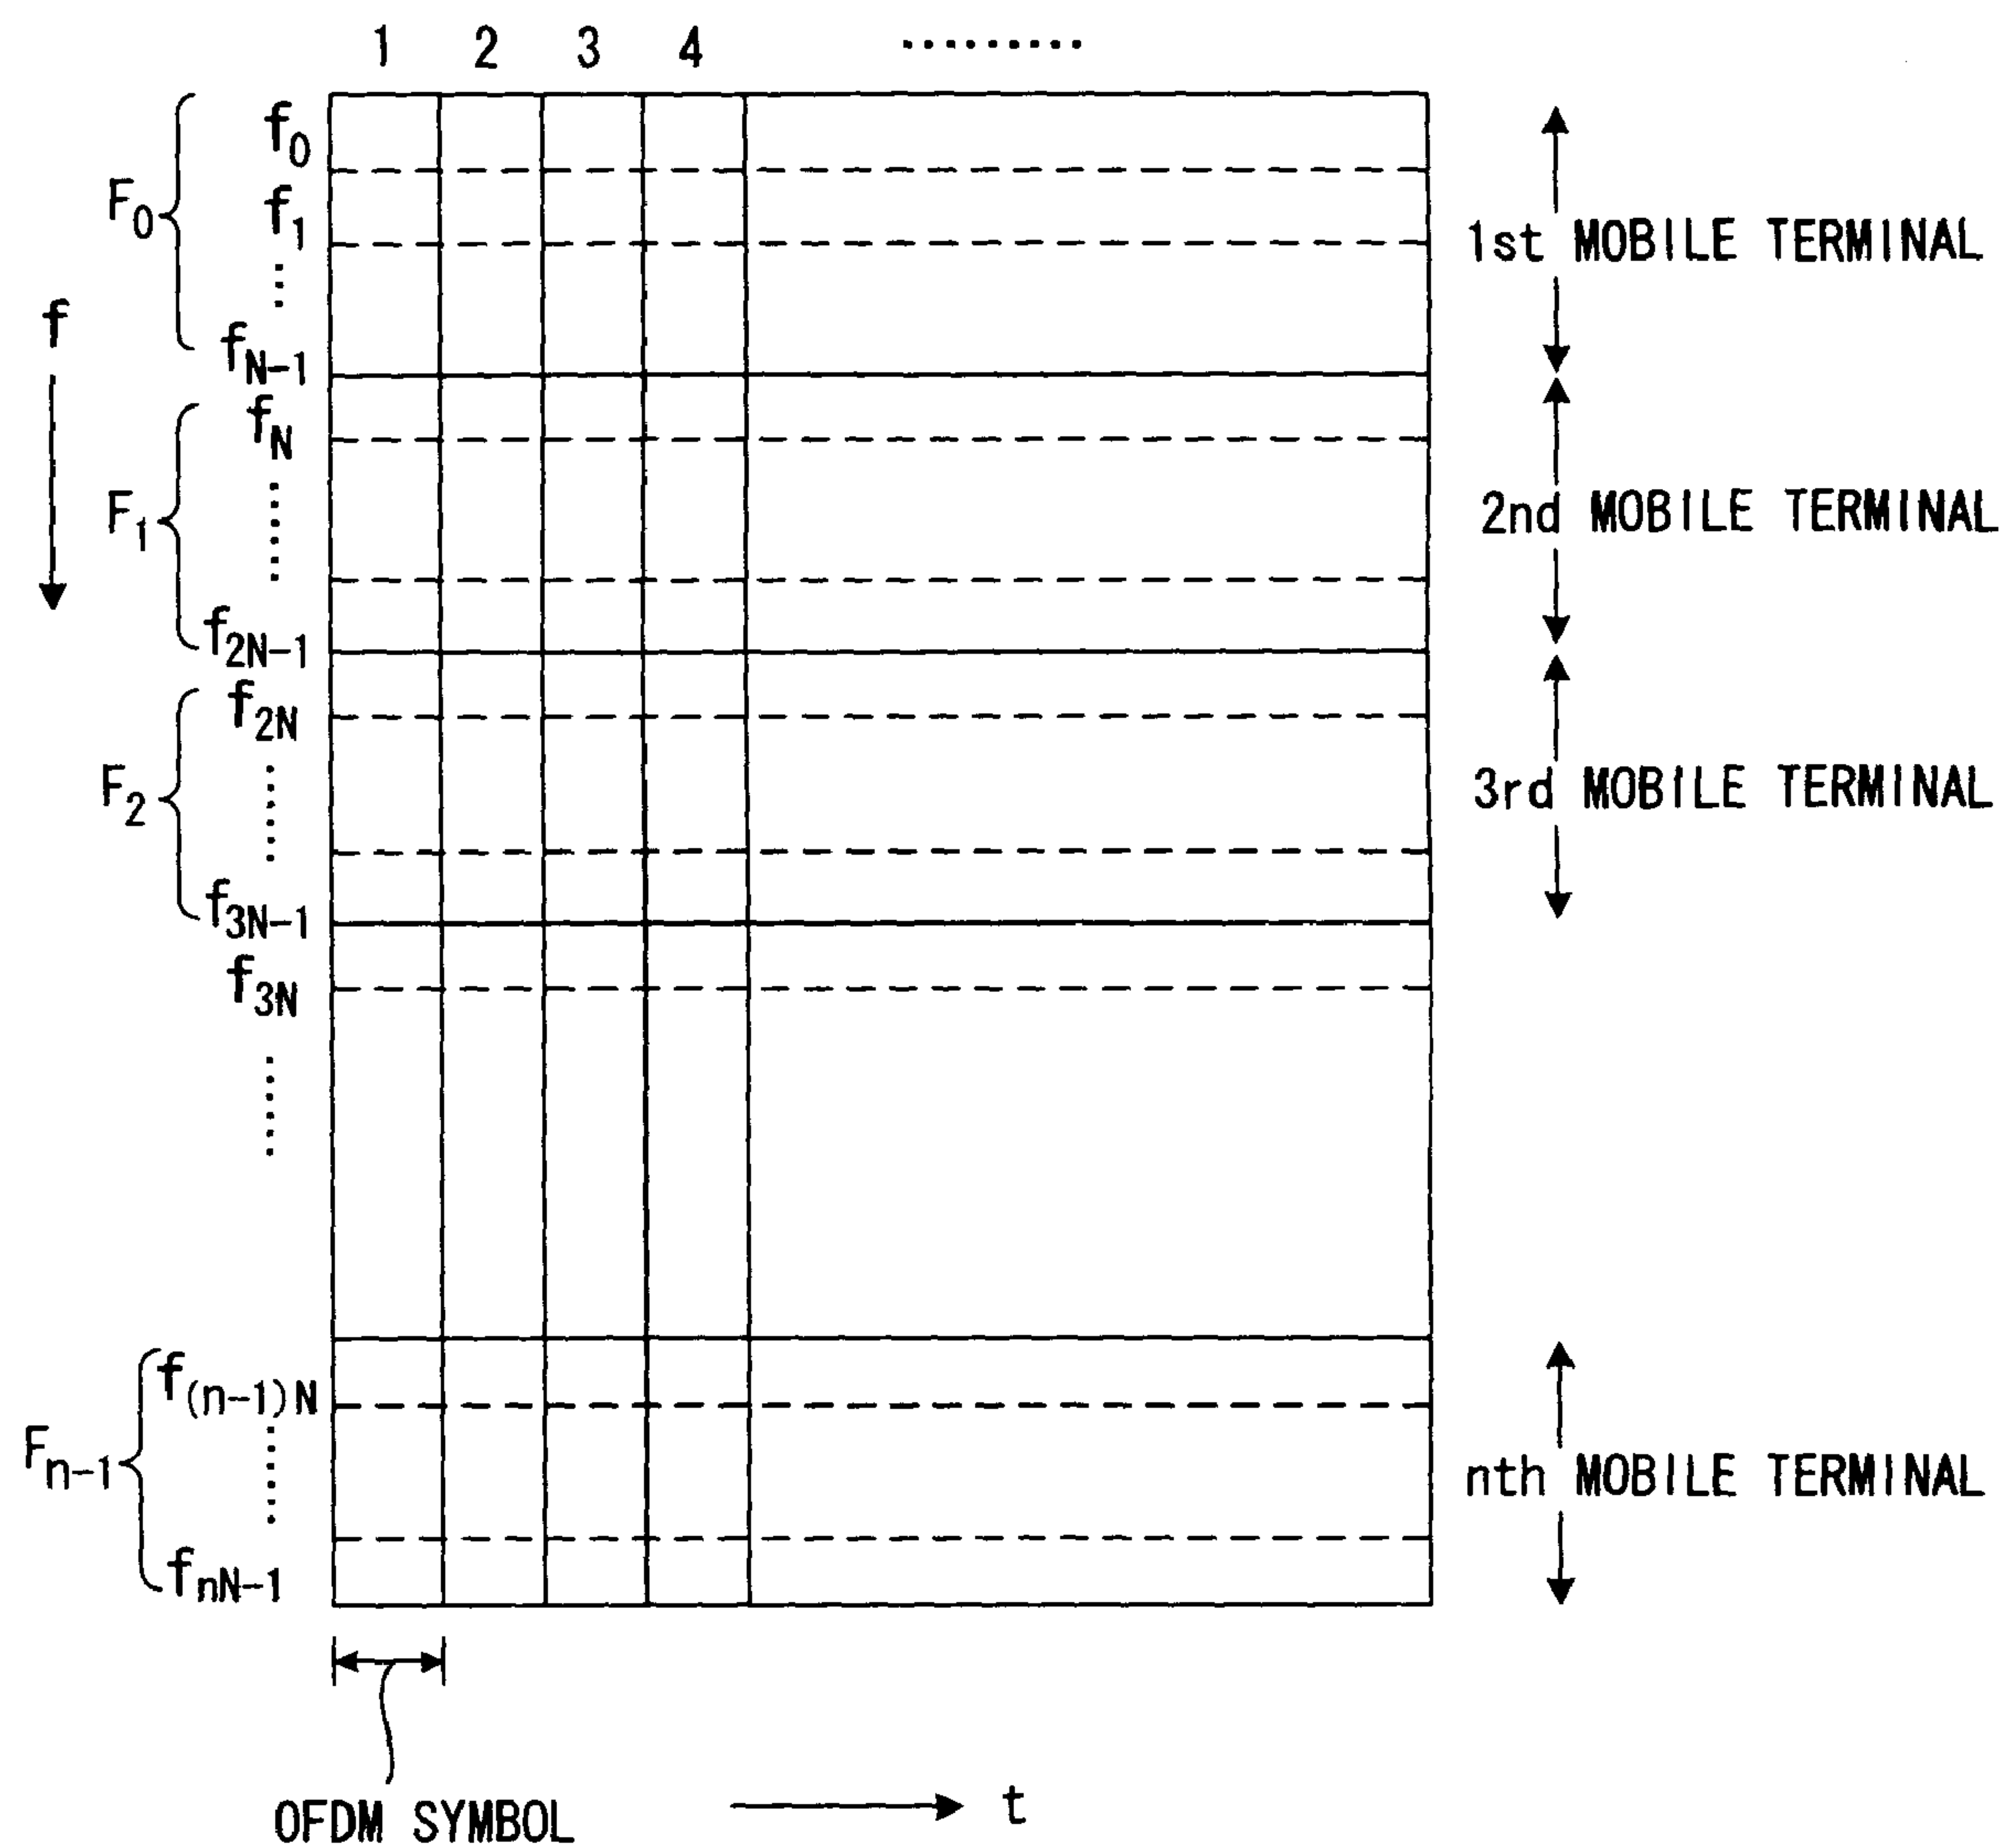 1 2 3 4 .........
f0
F0
f1
1st MOBILE TERMINAL
f
fN-1
fN
F1
2nd MOBILE TERMINAL
f2N-1
f2N
F2
3rd MOBILE TERMINAL
f3N-1
f3N
f(n-1)N
Fn-1
nth MOBILE TERMINAL
fnN-1
OFDM SYMBOL
t